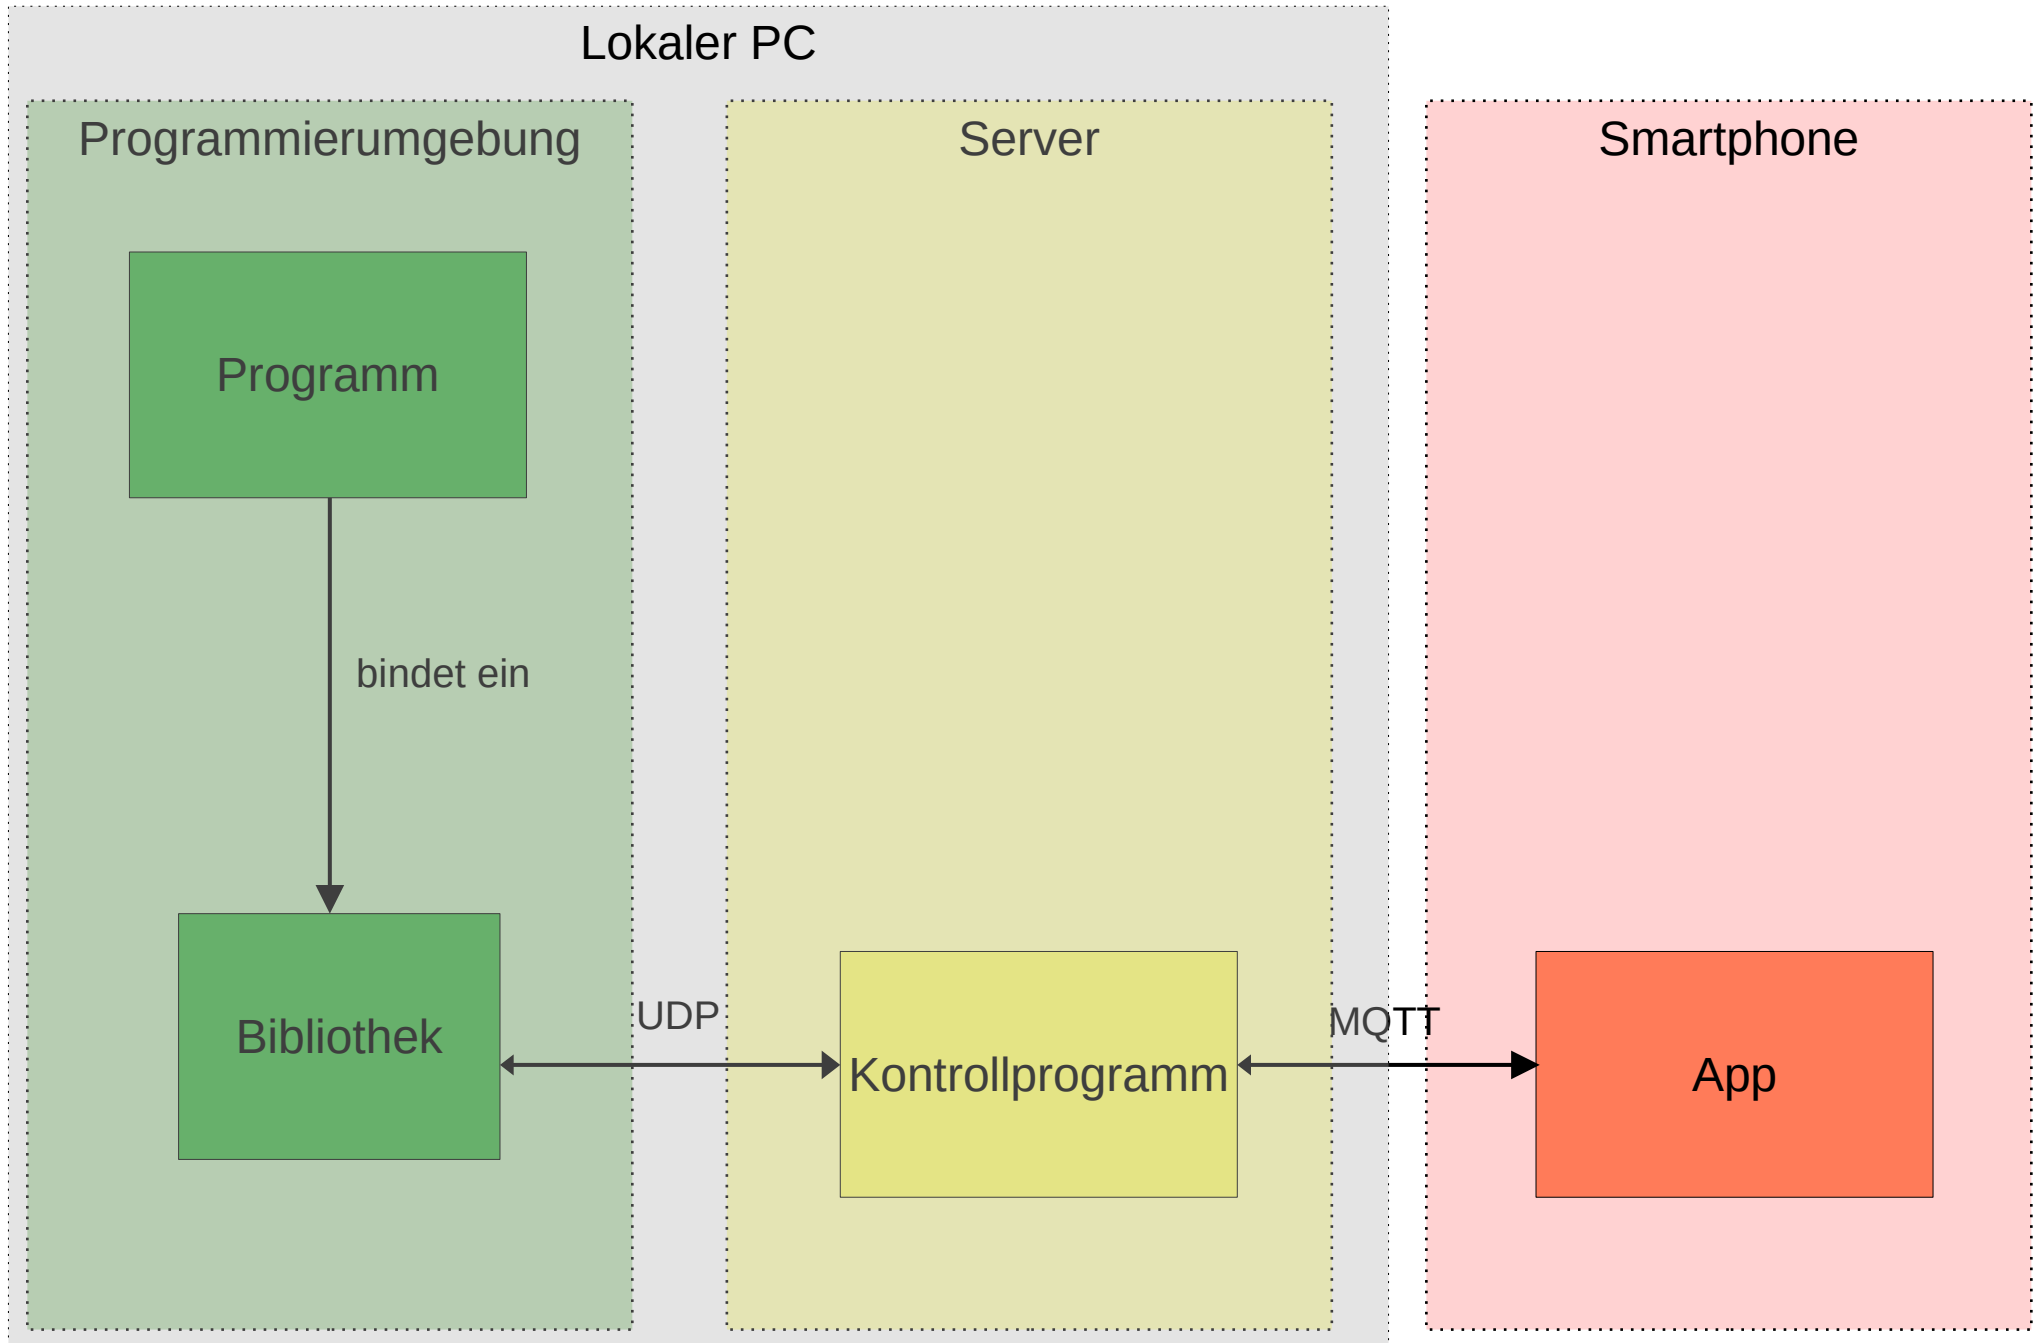 Lokaler PC
Programmierumgebung
Server
Smartphone
Programm
bindet ein
Bibliothek
UDP
Kontrollprogramm
MQTT
App